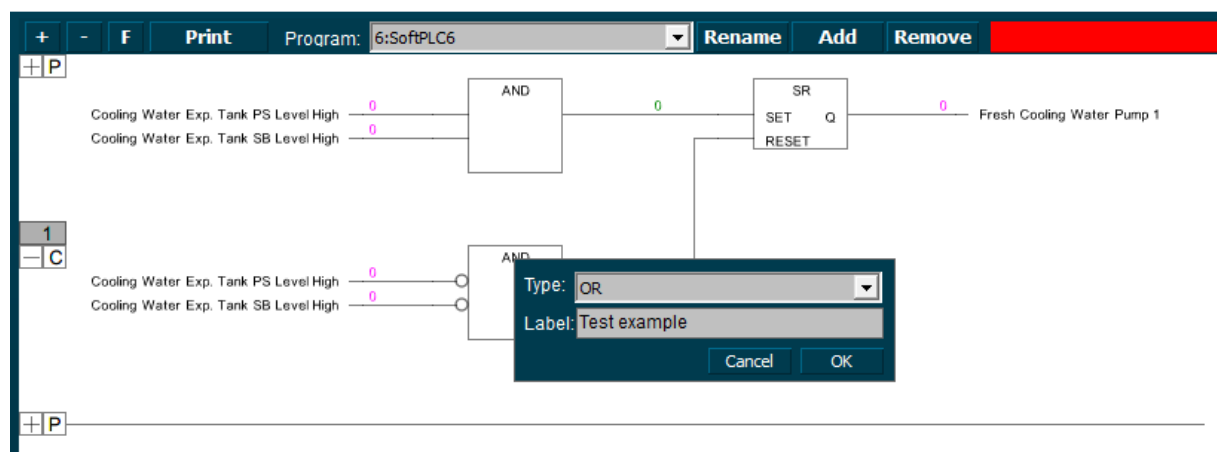 + - F Print Program: 6:SoftPLC6 Rename Add Remove
+ P
AND SR
Cooling Water Exp. Tank PS Level High 0 0 SET Q 0 Fresh Cooling Water Pump 1
Cooling Water Exp. Tank SB Level High 0 RESET
1
— C
AND
Cooling Water Exp. Tank PS Level High 0
Cooling Water Exp. Tank SB Level High 0
Type: OR
Label: Test example
Cancel OK
+ P